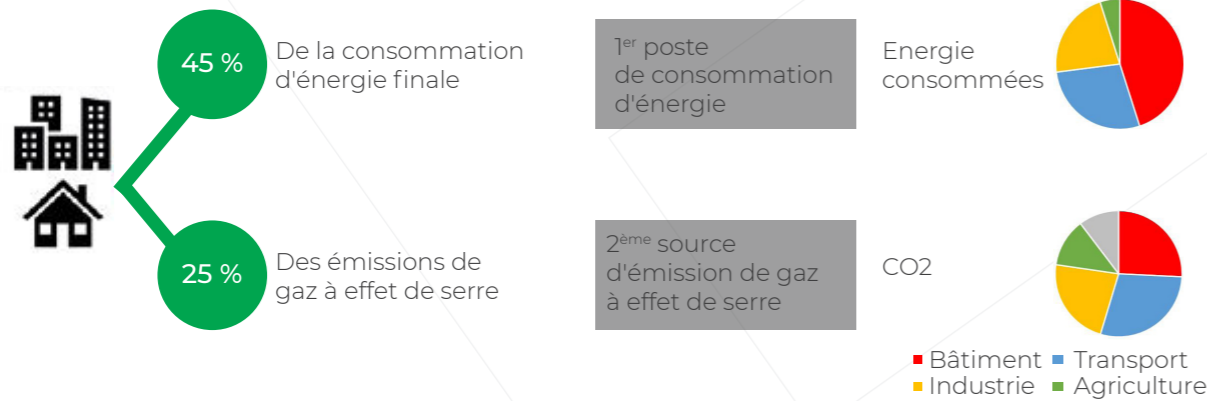 45 %
De la consommation
d'énergie finale
1er poste
de consommation
d'énergie
Energie
consommées
25 %
Des émissions de
gaz à effet de serre
2ème source
d'émission de gaz
à effet de serre
CO2
Bâtiment Transport
Industrie Agriculture